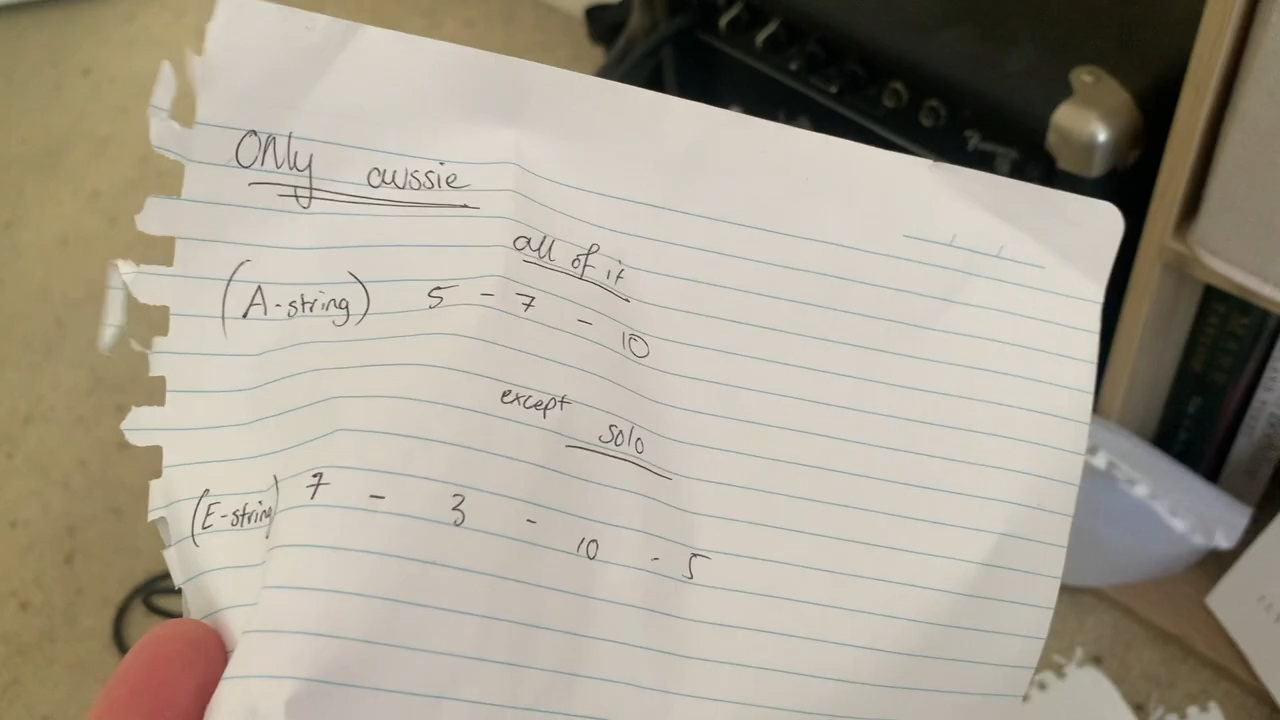 Only aussie
all of it
(A-string) 5 - 7 - 10
except solo
(E-string) 7 - 3 - 10 - 5